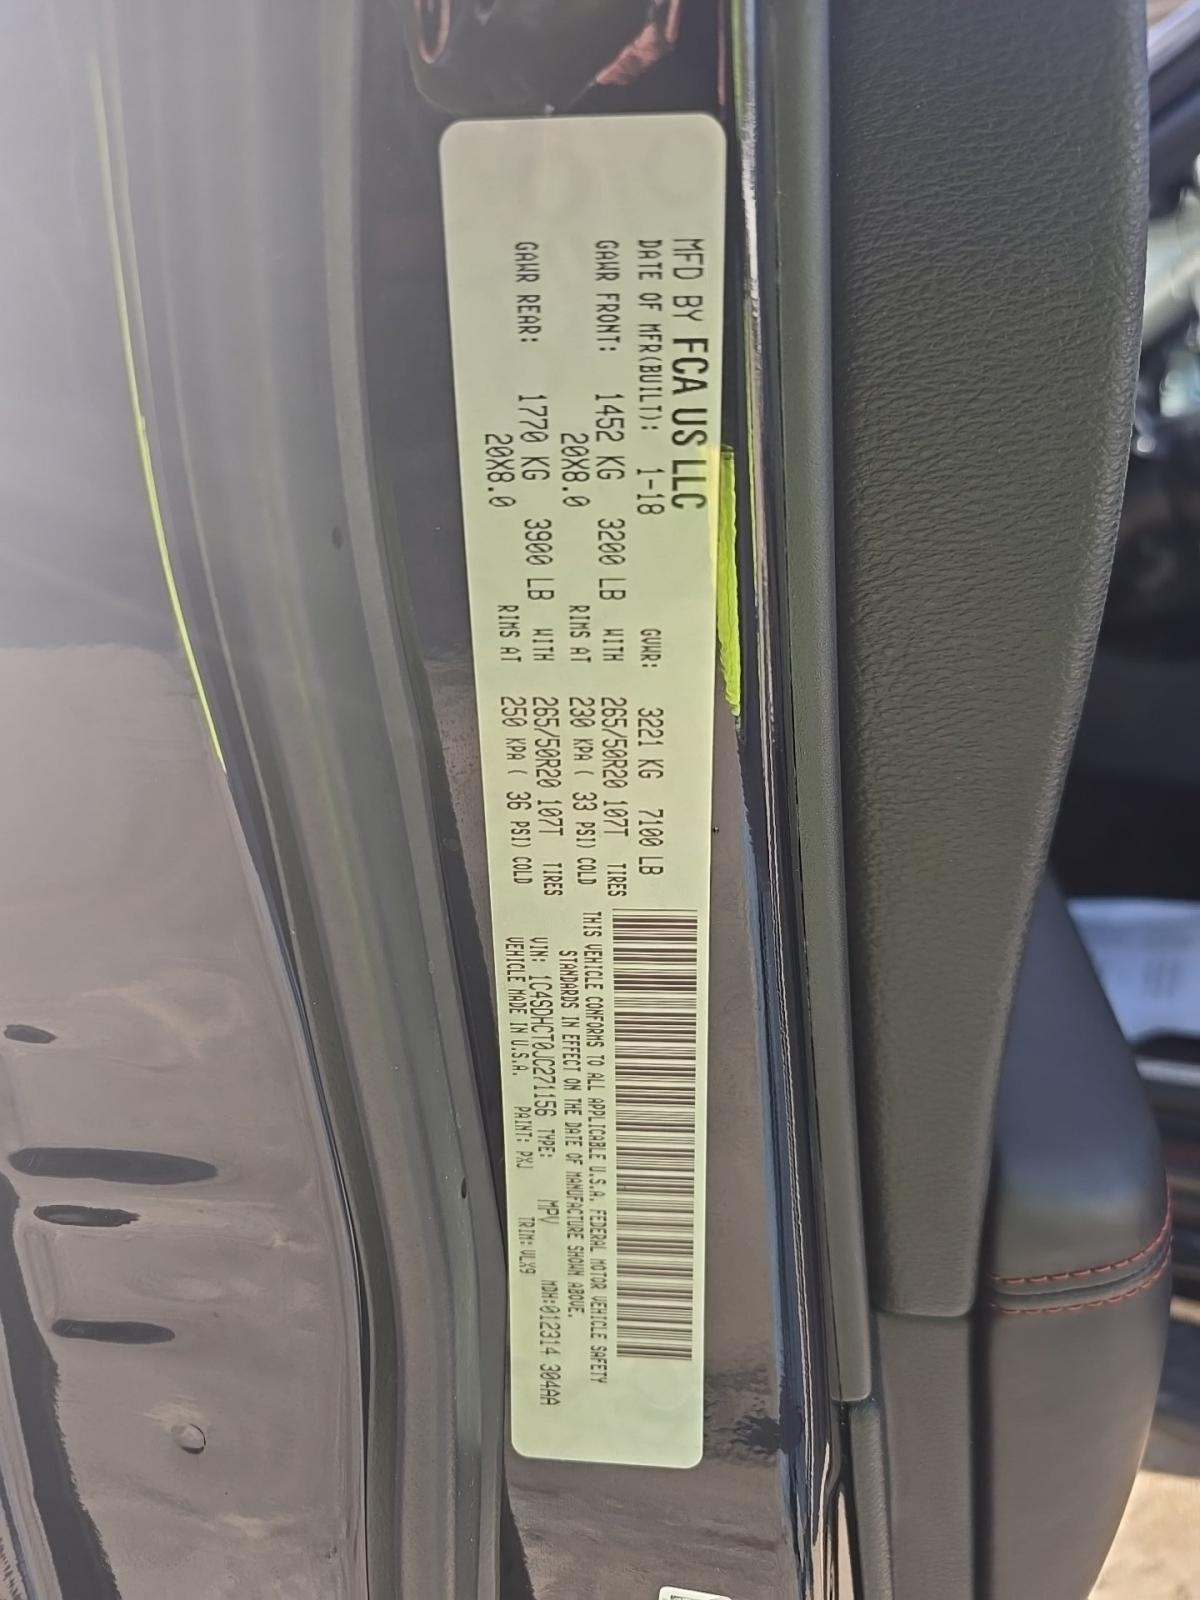 MFD BY FCA US LLC
DATE OF MFR(BUILT): 1-18 GVWR: 3221 KG 7100 LB
GAWR FRONT: 1452 KG 3200 LB WITH 265/50R20 107T TIRES
20X8.0 RIMS AT 230 KPA( 33 PSI) COLD
GAWR REAR: 1770 KG 3900 LB WITH 265/50R20 107T TIRES
20X8.0 RIMS AT 250 KPA( 36 PSI) COLD
THIS VEHICLE CONFORMS TO ALL APPLICABLE U.S.A. FEDERAL MOTOR VEHICLE SAFETY
STANDARDS IN EFFECT ON THE DATE OF MANUFACTURE SHOWN ABOVE.
VIN: 1C4SDHCT0JC271156 TYPE: MPV MDH:012314 304AA
VEHICLE MADE IN U.S.A. PAINT: PXJ TRIM: VLX9